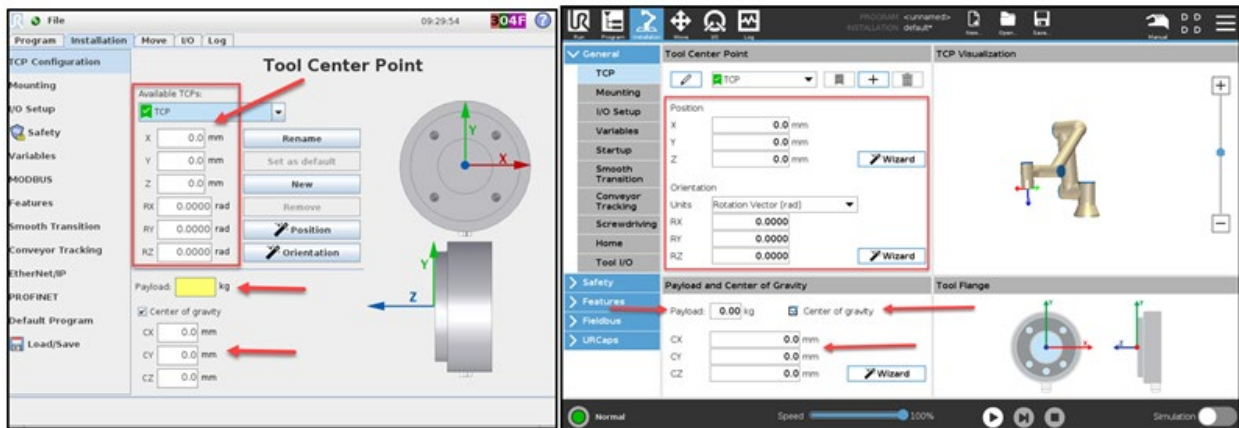 File
09:29:54
304F
?
Program Installation Move I/O Log
TCP Configuration
Mounting
I/O Setup
Safety
Variables
MODBUS
Features
Smooth Transition
Conveyor Tracking
EtherNet/IP
PROFINET
Default Program
Load/Save
Tool Center Point
Available TCPs:
TCP
X 0.0 mm
Rename
Y 0.0 mm
Set as default
Z 0.0 mm
New
RX 0.0000 rad
Remove
RY 0.0000 rad
Position
RZ 0.0000 rad
Orientation
Payload: kg
Center of gravity
CX 0.0 mm
CY 0.0 mm
CZ 0.0 mm
Y
X
Y
Z
Run Program Installation Move I/O Log
PROGRAM <unnamed>
INSTALLATION default*
New... Open... Save...
Manual
General
TCP
Mounting
I/O Setup
Variables
Startup
Smooth
Transition
Conveyor
Tracking
Screwdriving
Home
Tool I/O
Safety
Features
Fieldbus
URCaps
Tool Center Point
TCP
Position
X 0.0 mm
Y 0.0 mm
Z 0.0 mm
Wizard
Orientation
Units Rotation Vector [rad]
RX 0.0000
RY 0.0000
RZ 0.0000
Wizard
TCP Visualization
Payload and Center of Gravity
Payload: 0.00 kg
Center of gravity
CX 0.0 mm
CY 0.0 mm
CZ 0.0 mm
Wizard
Tool Flange
Normal
Speed 100%
Simulation